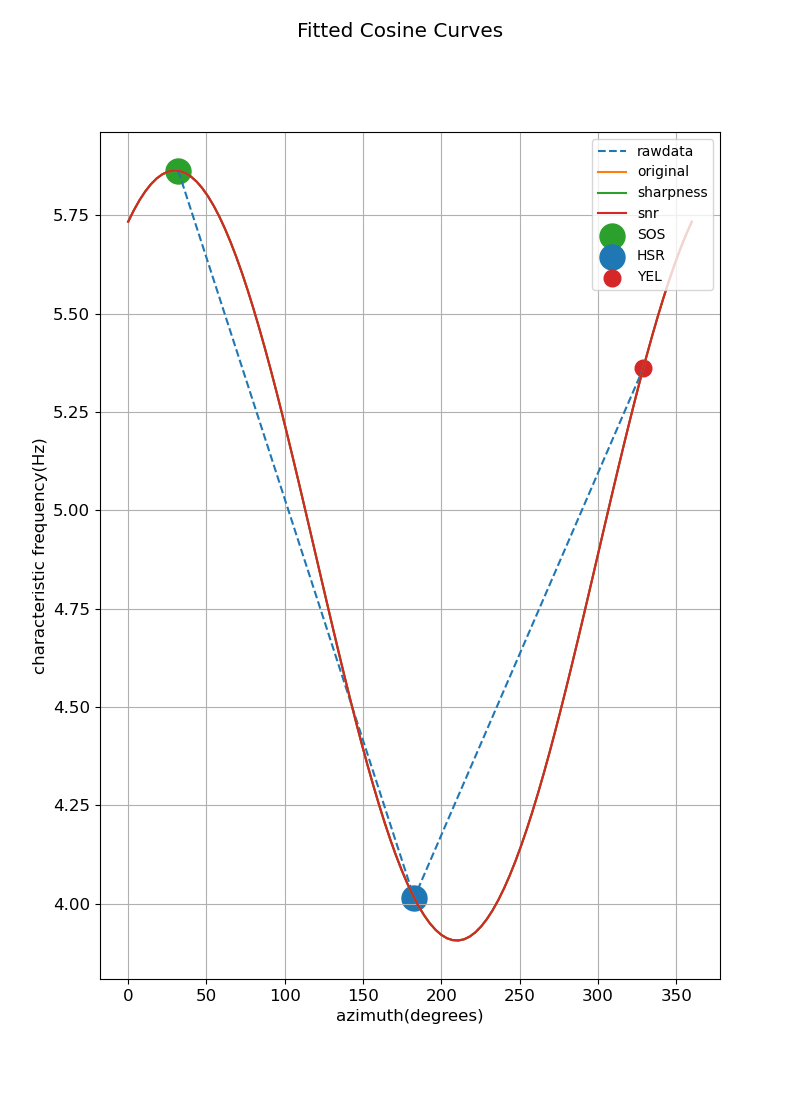 Fitted Cosine Curves
rawdata
original
sharpness
snr
SOS
HSR
YEL
characteristic frequency(Hz)
5.75
5.50
5.25
5.00
4.75
4.50
4.25
4.00
0 50 100 150 200 250 300 350
azimuth(degrees)